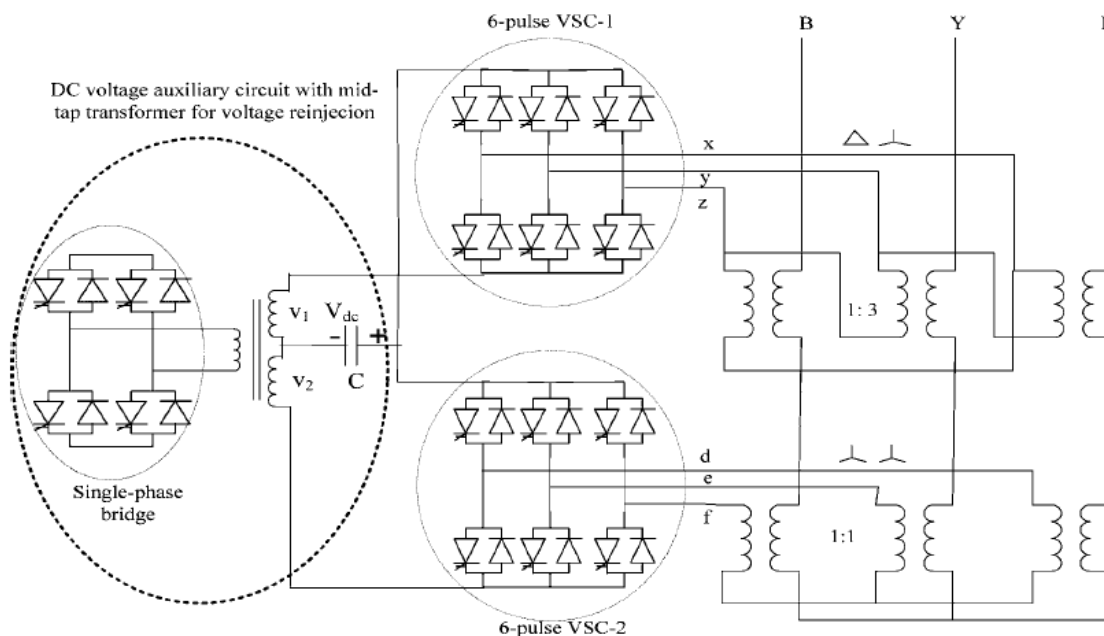 6-pulse VSC-1
B
Y
DC voltage auxiliary circuit with mid-
tap transformer for voltage reinjecion
x
y
z
v1
Vdc
-
+
C
v2
1: 3
Single-phase
bridge
d
e
f
1:1
6-pulse VSC-2